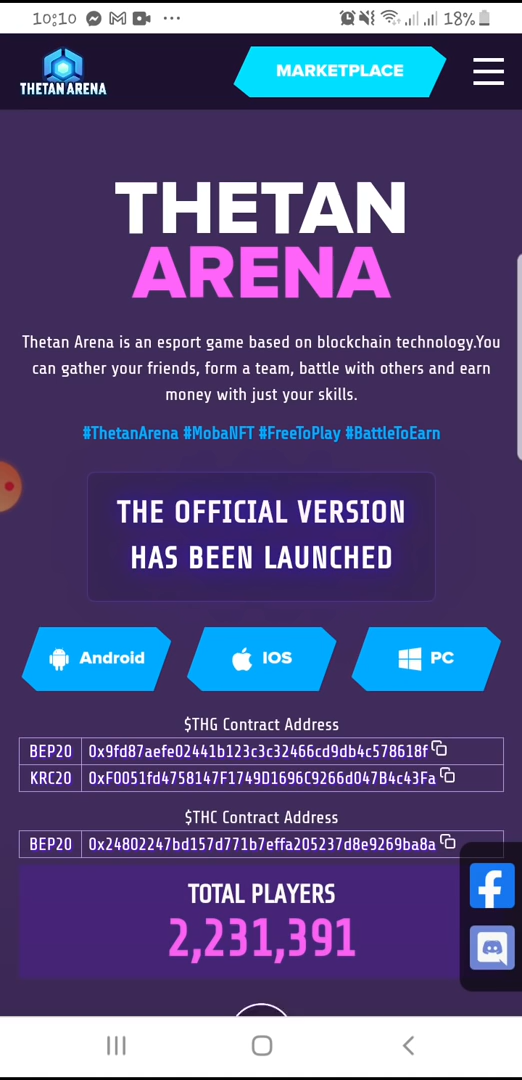 10:10
18%
THETAN ARENA
MARKETPLACE
THETAN
ARENA
Thetan Arena is an esport game based on blockchain technology.You
can gather your friends, form a team, battle with others and earn
money with just your skills.
#ThetanArena #MobaNFT #FreeToPlay #BattleToEarn
THE OFFICIAL VERSION
HAS BEEN LAUNCHED
Android
IOS
PC
$THG Contract Address
BEP20 0x9fd87aefe02441b123c3c32466cd9db4c578618f
KRC20 0xF0051fd4758147F1749D1696C9266d047B4c43Fa
$THC Contract Address
BEP20 0x24802247bd157d771b7effa205237d8e9269ba8a
TOTAL PLAYERS
2,231,391